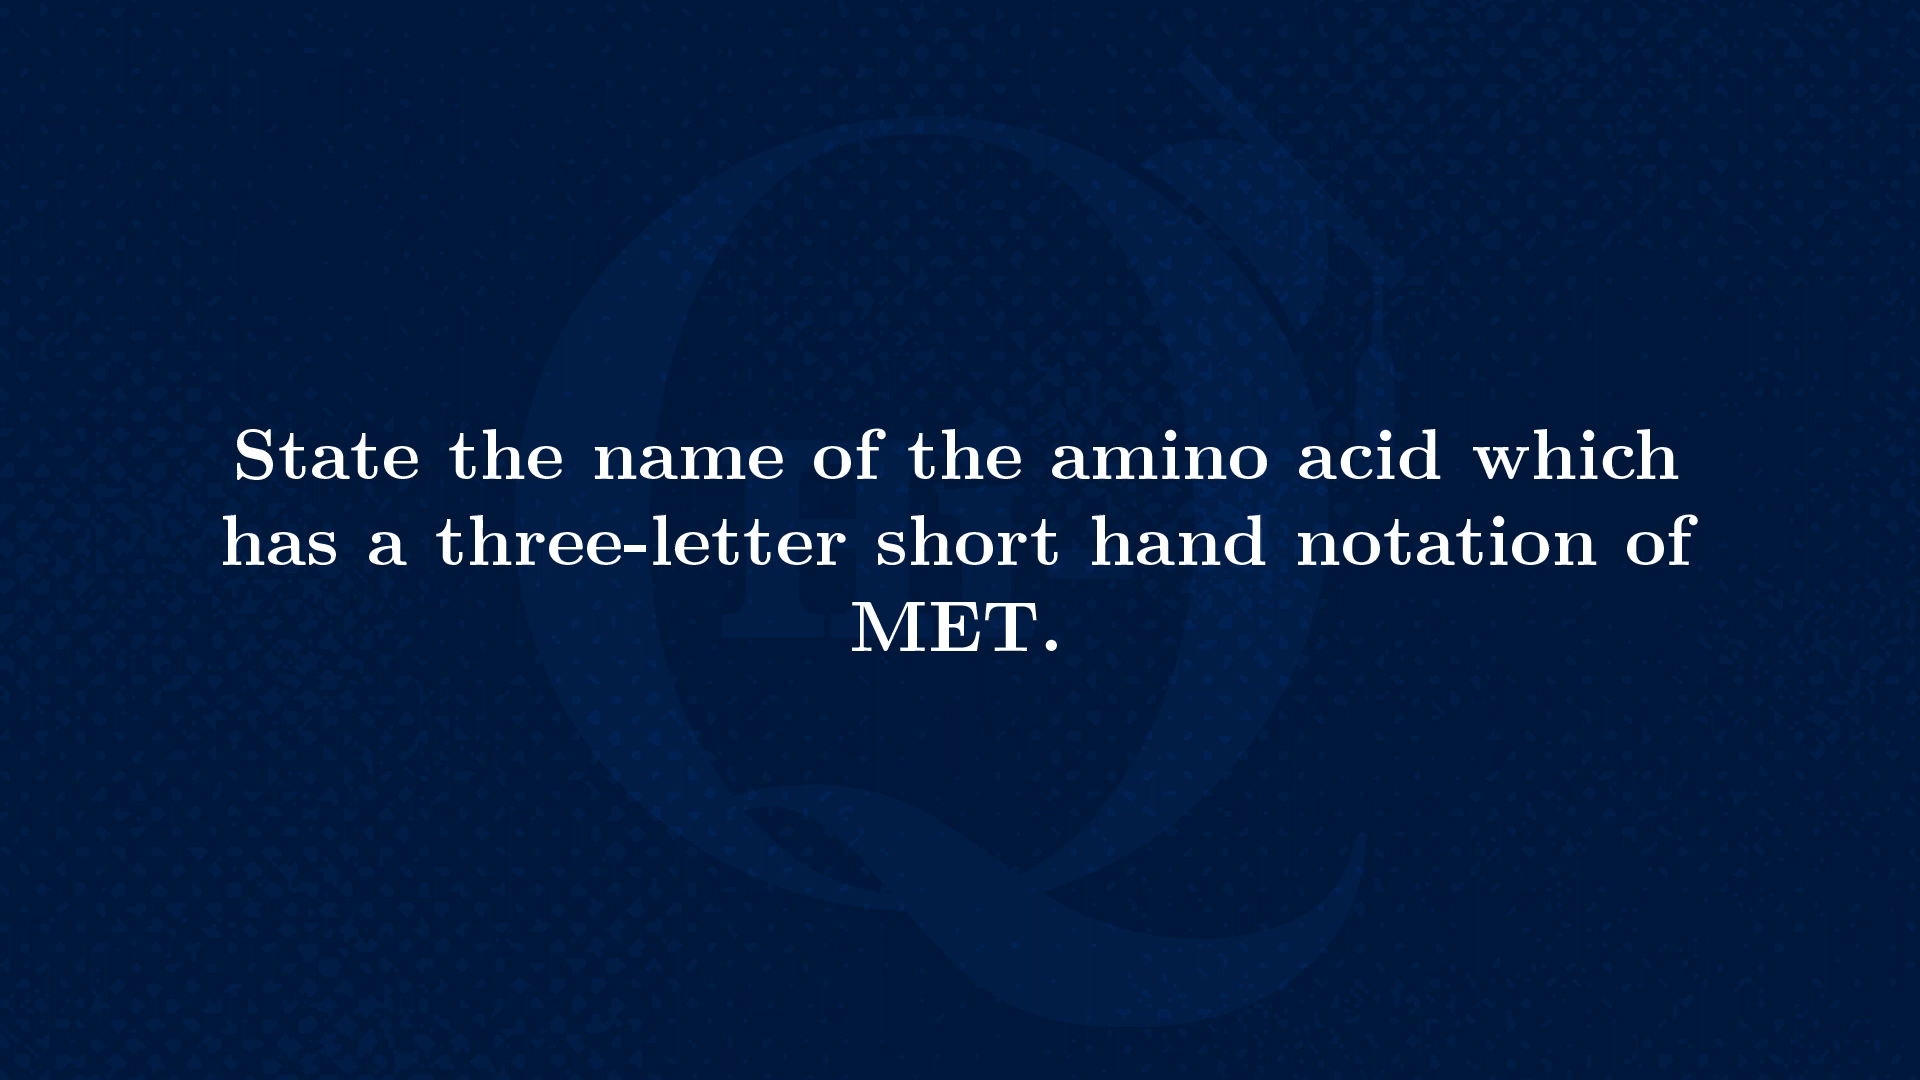 State the name of the amino acid which
has a three-letter short hand notation of
MET.